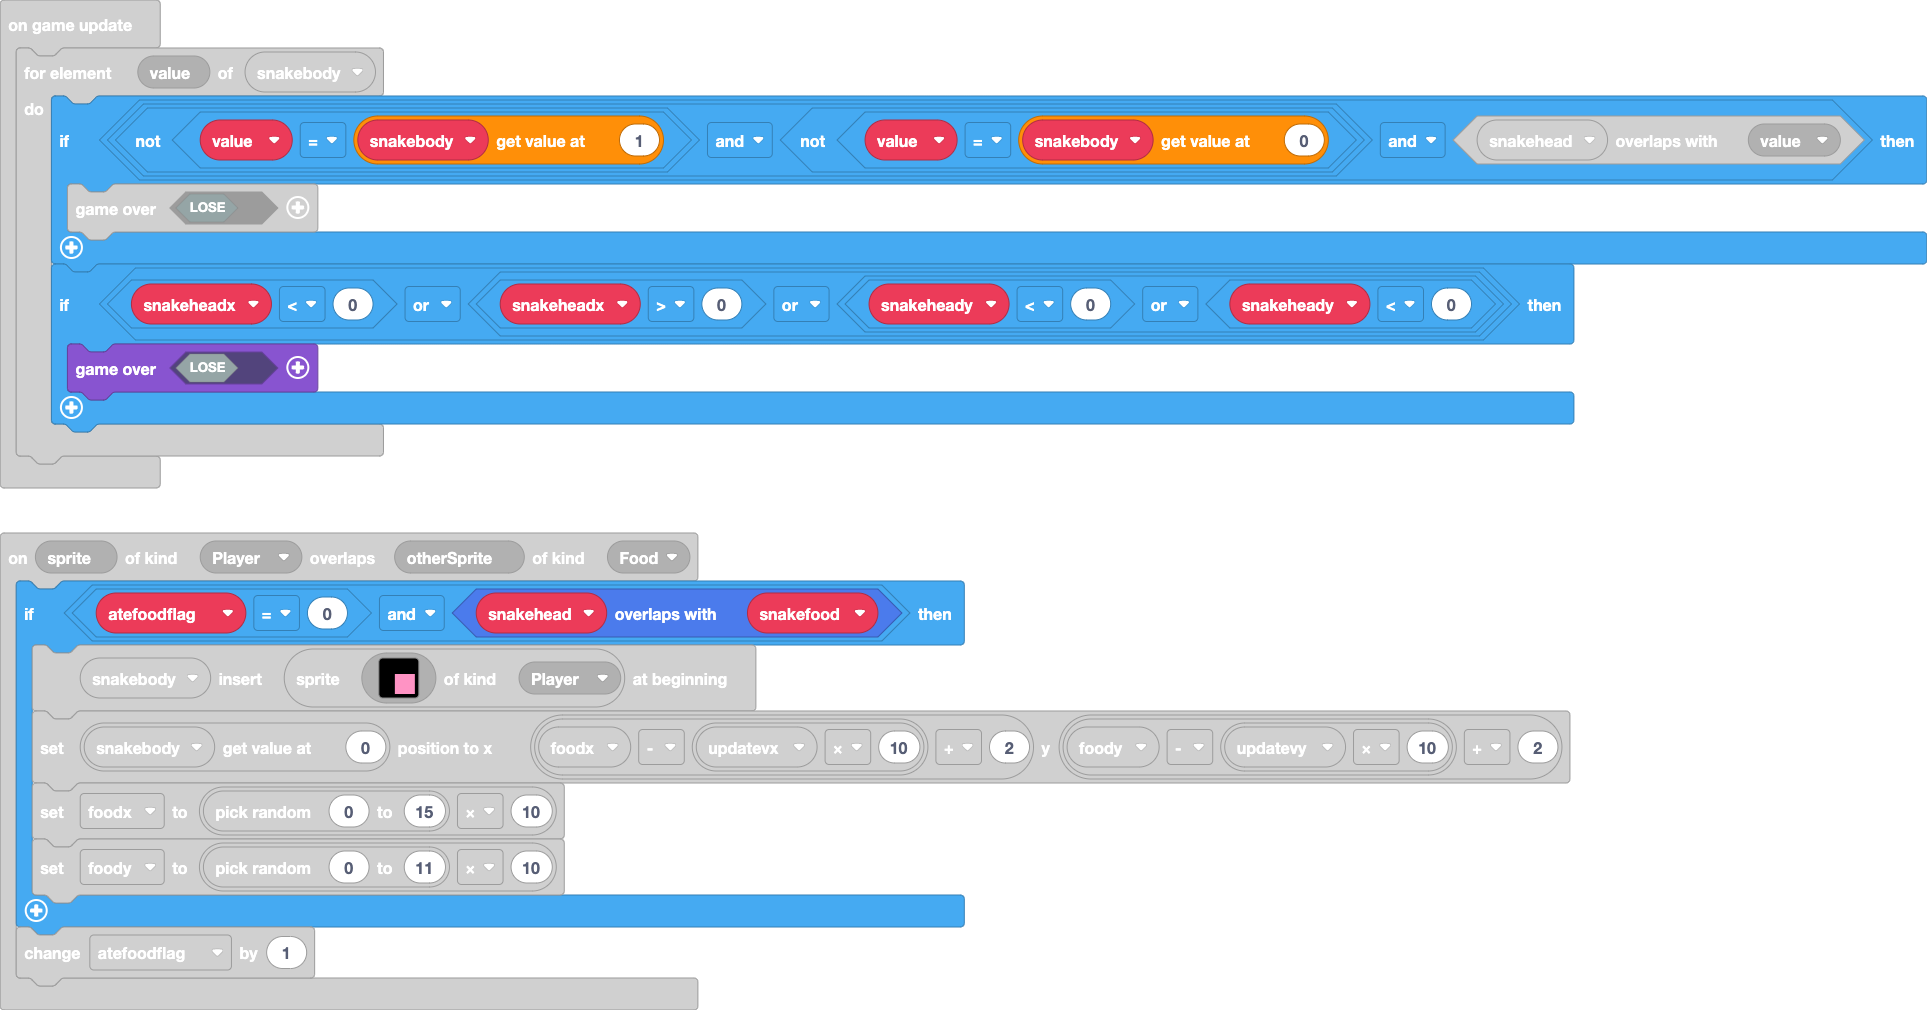 on game update
for element value of snakebody
do
if not value = snakebody get value at 1 and not value = snakebody get value at 0 and snakehead overlaps with value then
game over LOSE
if snakeheadx < 0 or snakeheadx > 0 or snakeheady < 0 or snakeheady < 0 then
game over LOSE
on sprite of kind Player overlaps otherSprite of kind Food
if atefoodflag = 0 and snakehead overlaps with snakefood then
snakebody insert sprite of kind Player at beginning
set snakebody get value at 0 position to x foodx - updatevx × 10 + 2 y foody - updatevy × 10 + 2
set foodx to pick random 0 to 15 × 10
set foody to pick random 0 to 11 × 10
change atefoodflag by 1